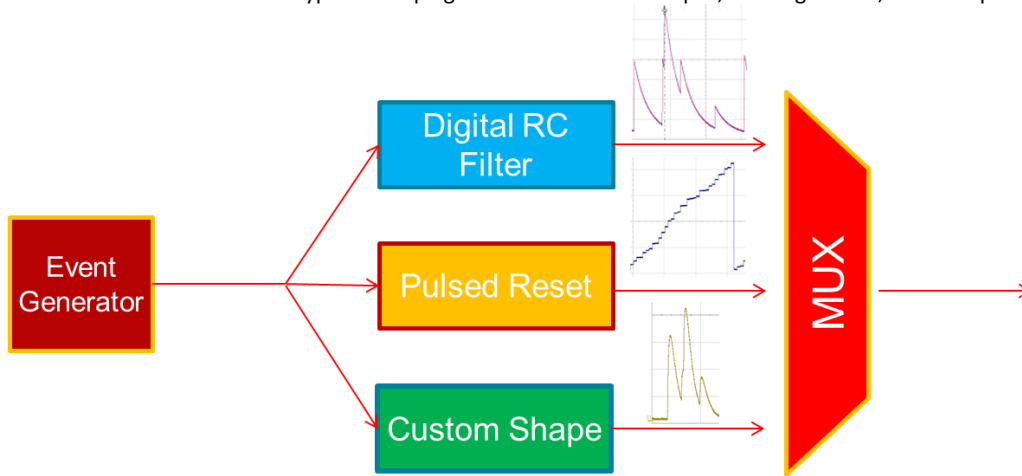 Digital RC
Filter
Event
Generator
Pulsed Reset
MUX
Custom Shape